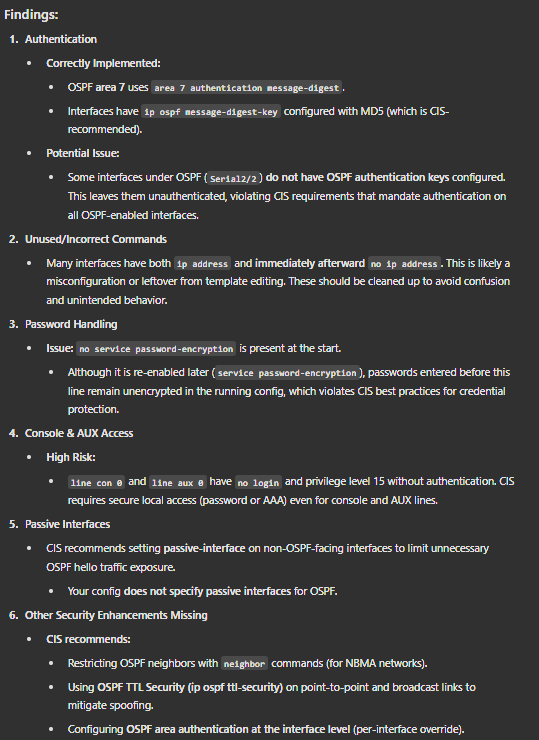 Findings:
1. Authentication
• Correctly Implemented:
• OSPF area 7 uses area 7 authentication message-digest.
• Interfaces have ip ospf message-digest-key configured with MD5 (which is CIS-
recommended).
• Potential Issue:
• Some interfaces under OSPF (Serial2/2) do not have OSPF authentication keys configured.
This leaves them unauthenticated, violating CIS requirements that mandate authentication on
all OSPF-enabled interfaces.
2. Unused/Incorrect Commands
• Many interfaces have both ip address and immediately afterward no ip address. This is likely a
misconfiguration or leftover from template editing. These should be cleaned up to avoid confusion
and unintended behavior.
3. Password Handling
• Issue: no service password-encryption is present at the start.
• Although it is re-enabled later (service password-encryption), passwords entered before this
line remain unencrypted in the running config, which violates CIS best practices for credential
protection.
4. Console & AUX Access
• High Risk:
• line con 0 and line aux 0 have no login and privilege level 15 without authentication. CIS
requires secure local access (password or AAA) even for console and AUX lines.
5. Passive Interfaces
• CIS recommends setting passive-interface on non-OSPF-facing interfaces to limit unnecessary
OSPF hello traffic exposure.
• Your config does not specify passive interfaces for OSPF.
6. Other Security Enhancements Missing
• CIS recommends:
• Restricting OSPF neighbors with neighbor commands (for NBMA networks).
• Using OSPF TTL Security (ip ospf ttl-security) on point-to-point and broadcast links to
mitigate spoofing.
• Configuring OSPF area authentication at the interface level (per-interface override).